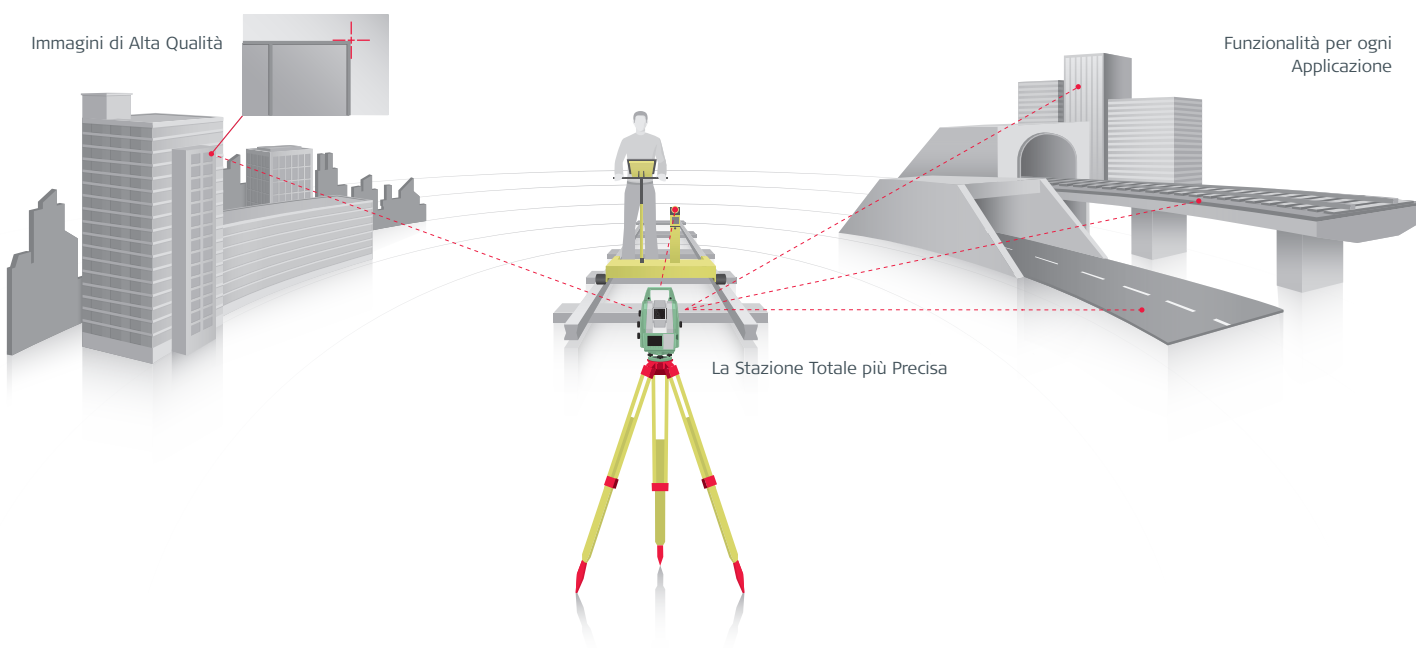 Immagini di Alta Qualità
Funzionalità per ogni
Applicazione
La Stazione Totale più Precisa